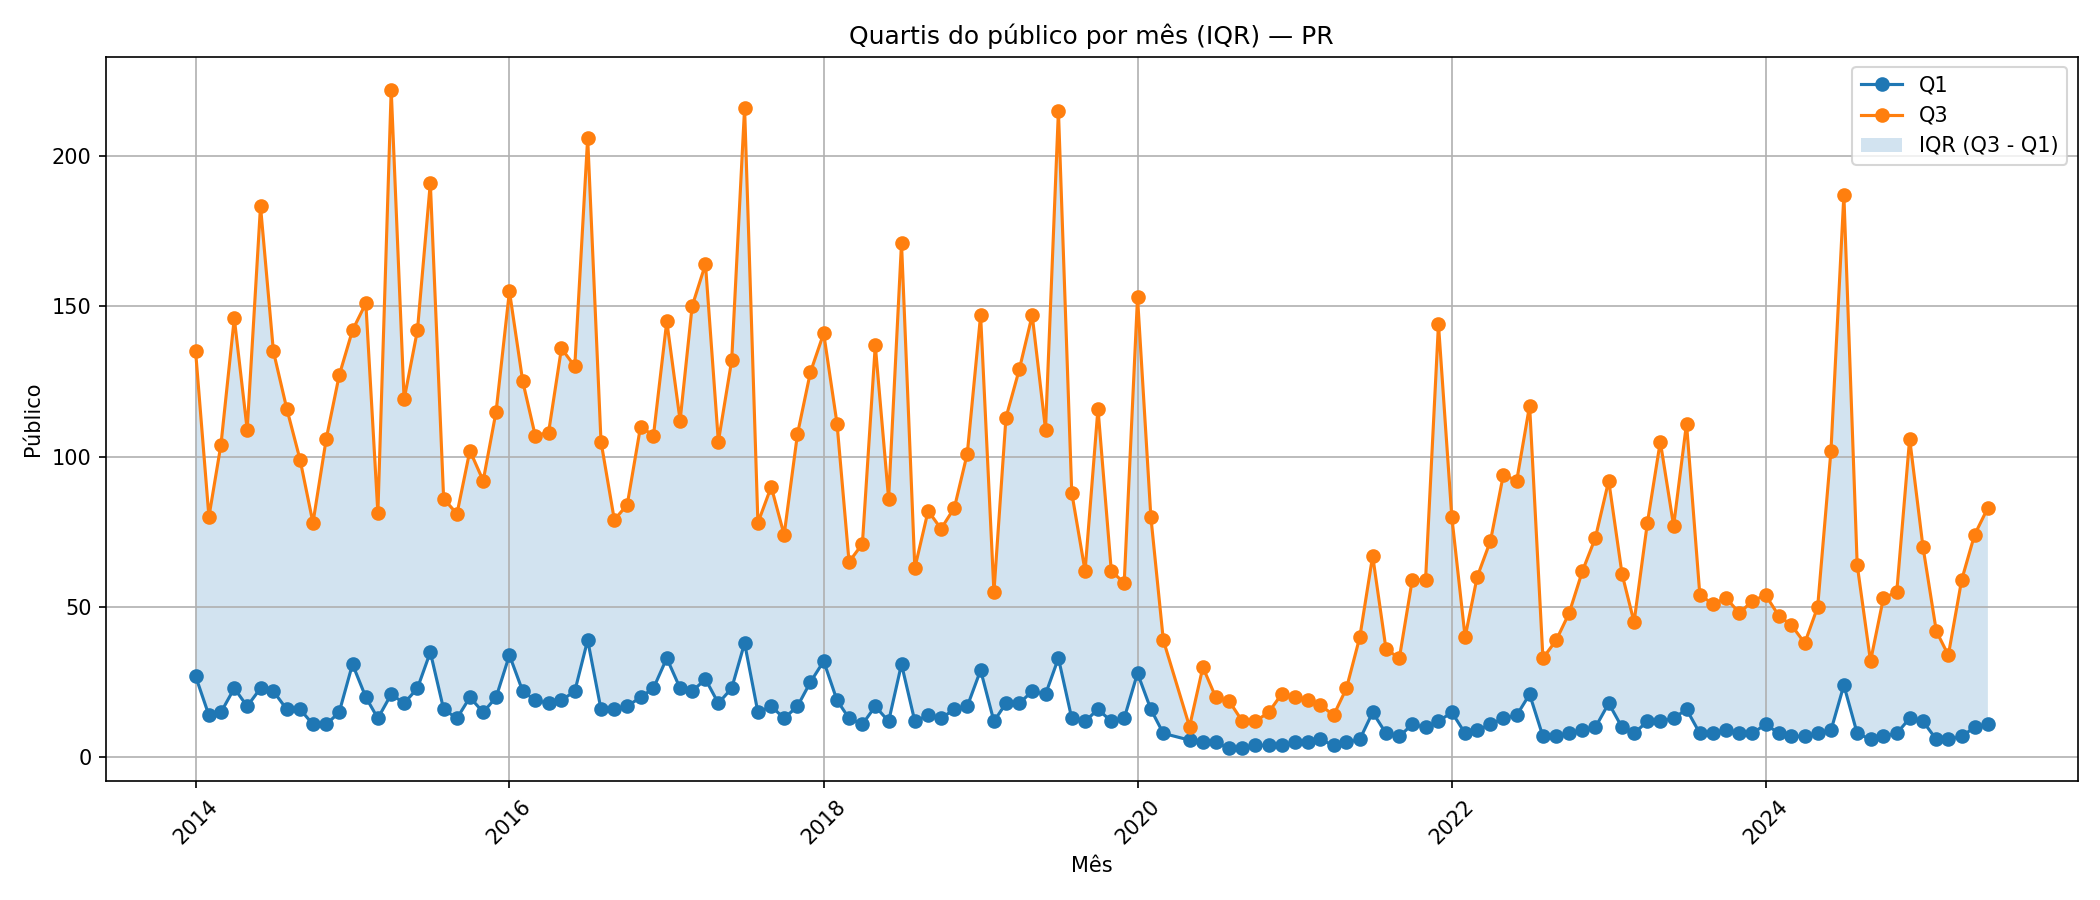 Quartis do público por mês (IQR) — PR
Q1
Q3
IQR (Q3 - Q1)
Público
200
150
100
50
0
2014
2016
2018
2020
2022
2024
Mês